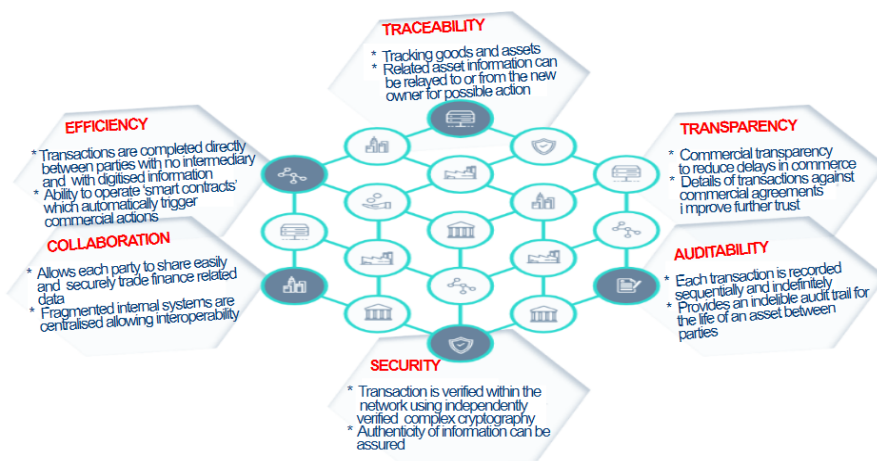 TRACEABILITY
* Tracking goods and assets
* Related asset information can
be relayed to or from the new
owner for possible action
EFFICIENCY
* Transactions are completed directly
between parties with no intermediary
and with digitised information
* Ability to operate ‘smart contracts’
which automatically trigger
commercial actions
TRANSPARENCY
* Commercial transparency
to reduce delays in commerce
* Details of transactions against
commercial agreements
i mprove further trust
COLLABORATION
* Allows each party to share easily
and securely trade finance related
data
* Fragmented internal systems are
centralised allowing interoperability
AUDITABILITY
* Each transaction is recorded
sequentially and indefinitely
* Provides an indelible audit trail for
the life of an asset between
parties
SECURITY
* Transaction is verified within the
network using independently
verified complex cryptography
* Authenticity of information can be
assured